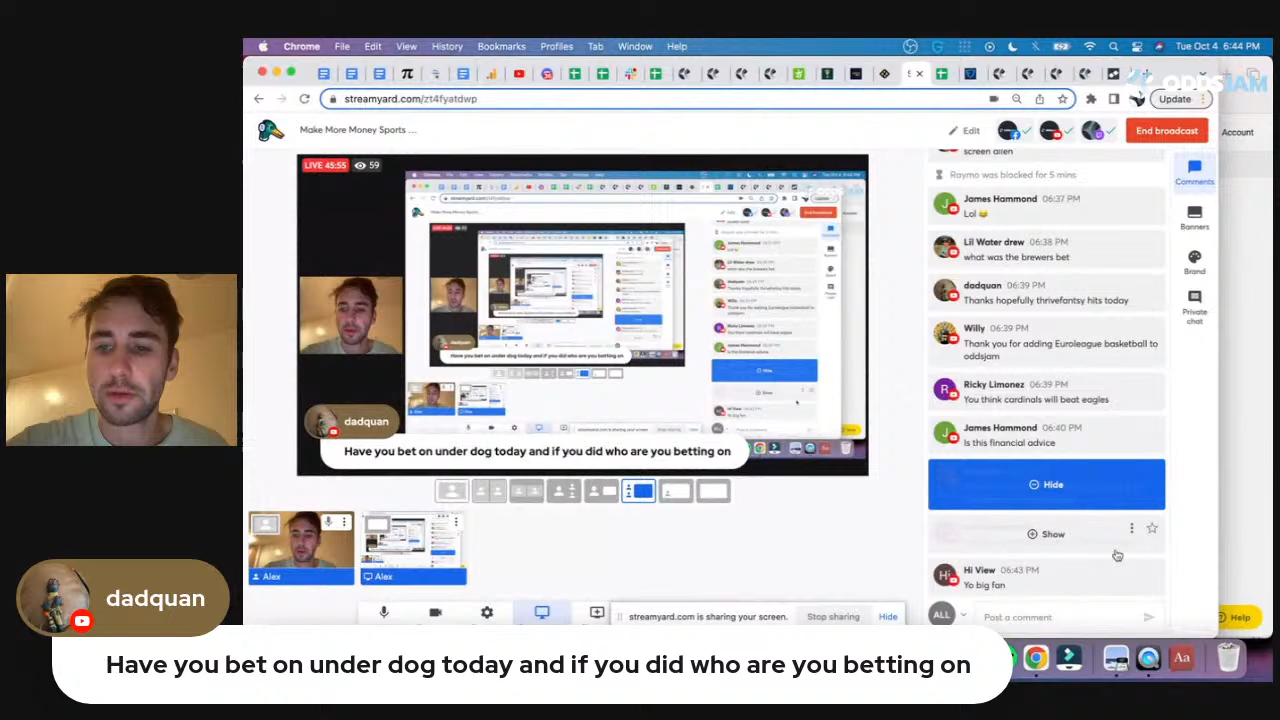 Chrome File Edit View History Bookmarks Profiles Tab Window Help
Tue Oct 4 6:44 PM
streamyard.com/zt4fyatdwp
Update
ODDSJAM
Make More Money Sports ...
Edit
End broadcast
Account
LIVE 45:55 59
screen alien
Raymo was blocked for 5 mins
James Hammond 06:37 PM
Lol 😂
Lil Water drew 06:38 PM
what was the brewers bet
dadquan 06:39 PM
Thanks hopefully thrivefantsy hits today
Willy 06:39 PM
Thank you for adding Euroleague basketball to
oddsjam
Ricky Limonez 06:39 PM
You think cardinals will beat eagles
James Hammond 06:40 PM
Is this financial advice
Hide
Show
Hi View 06:43 PM
Yo big fan
ALL
Post a comment
Comments
Banners
Brand
Private
chat
Help
dadquan
Have you bet on under dog today and if you did who are you betting on
Alex
Alex
streamyard.com is sharing your screen.
Stop sharing
Hide
dadquan
Have you bet on under dog today and if you did who are you betting on